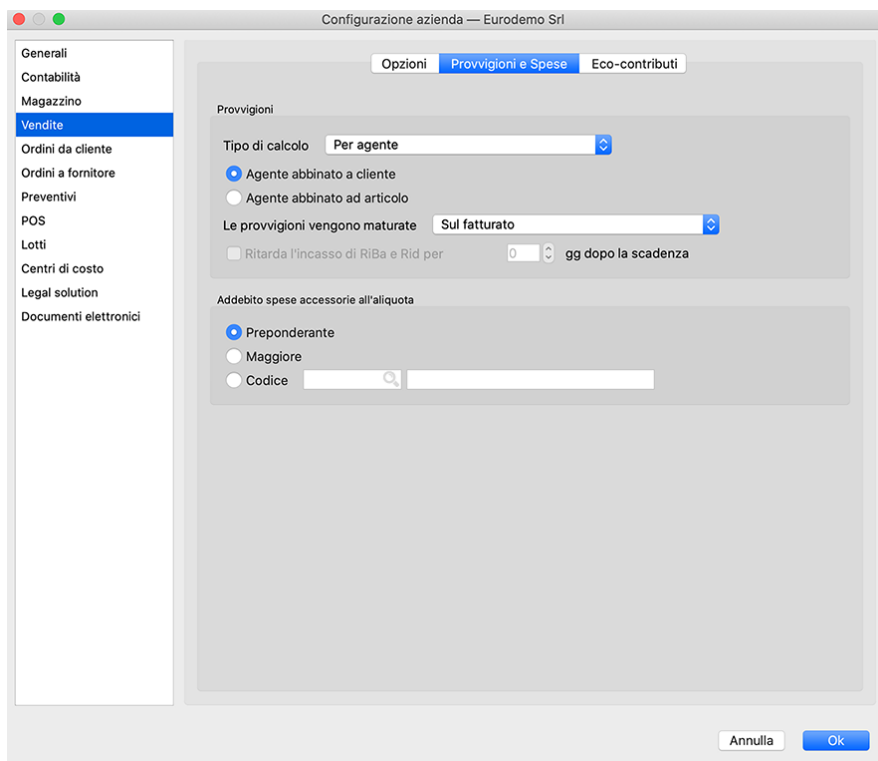 Configurazione azienda — Eurodemo Srl
Generali
Contabilità
Magazzino
Vendite
Ordini da cliente
Ordini a fornitore
Preventivi
POS
Lotti
Centri di costo
Legal solution
Documenti elettronici
Opzioni Provvigioni e Spese Eco-contributi
Provvigioni
Tipo di calcolo Per agente
Agente abbinato a cliente
Agente abbinato ad articolo
Le provvigioni vengono maturate Sul fatturato
Ritarda l'incasso di RiBa e Rid per 0 gg dopo la scadenza
Addebito spese accessorie all'aliquota
Preponderante
Maggiore
Codice
Annulla Ok